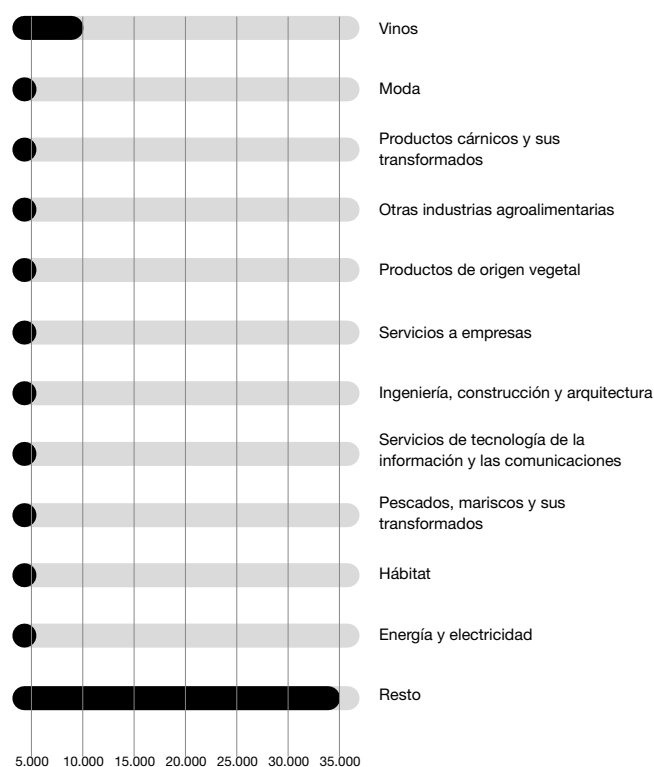 Vinos
Moda
Productos cárnicos y sus
transformados
Otras industrias agroalimentarias
Productos de origen vegetal
Servicios a empresas
Ingeniería, construcción y arquitectura
Servicios de tecnología de la
información y las comunicaciones
Pescados, mariscos y sus
transformados
Hábitat
Energía y electricidad
Resto
5.000 10.000 15.000 20.000 25.000 30.000 35.000